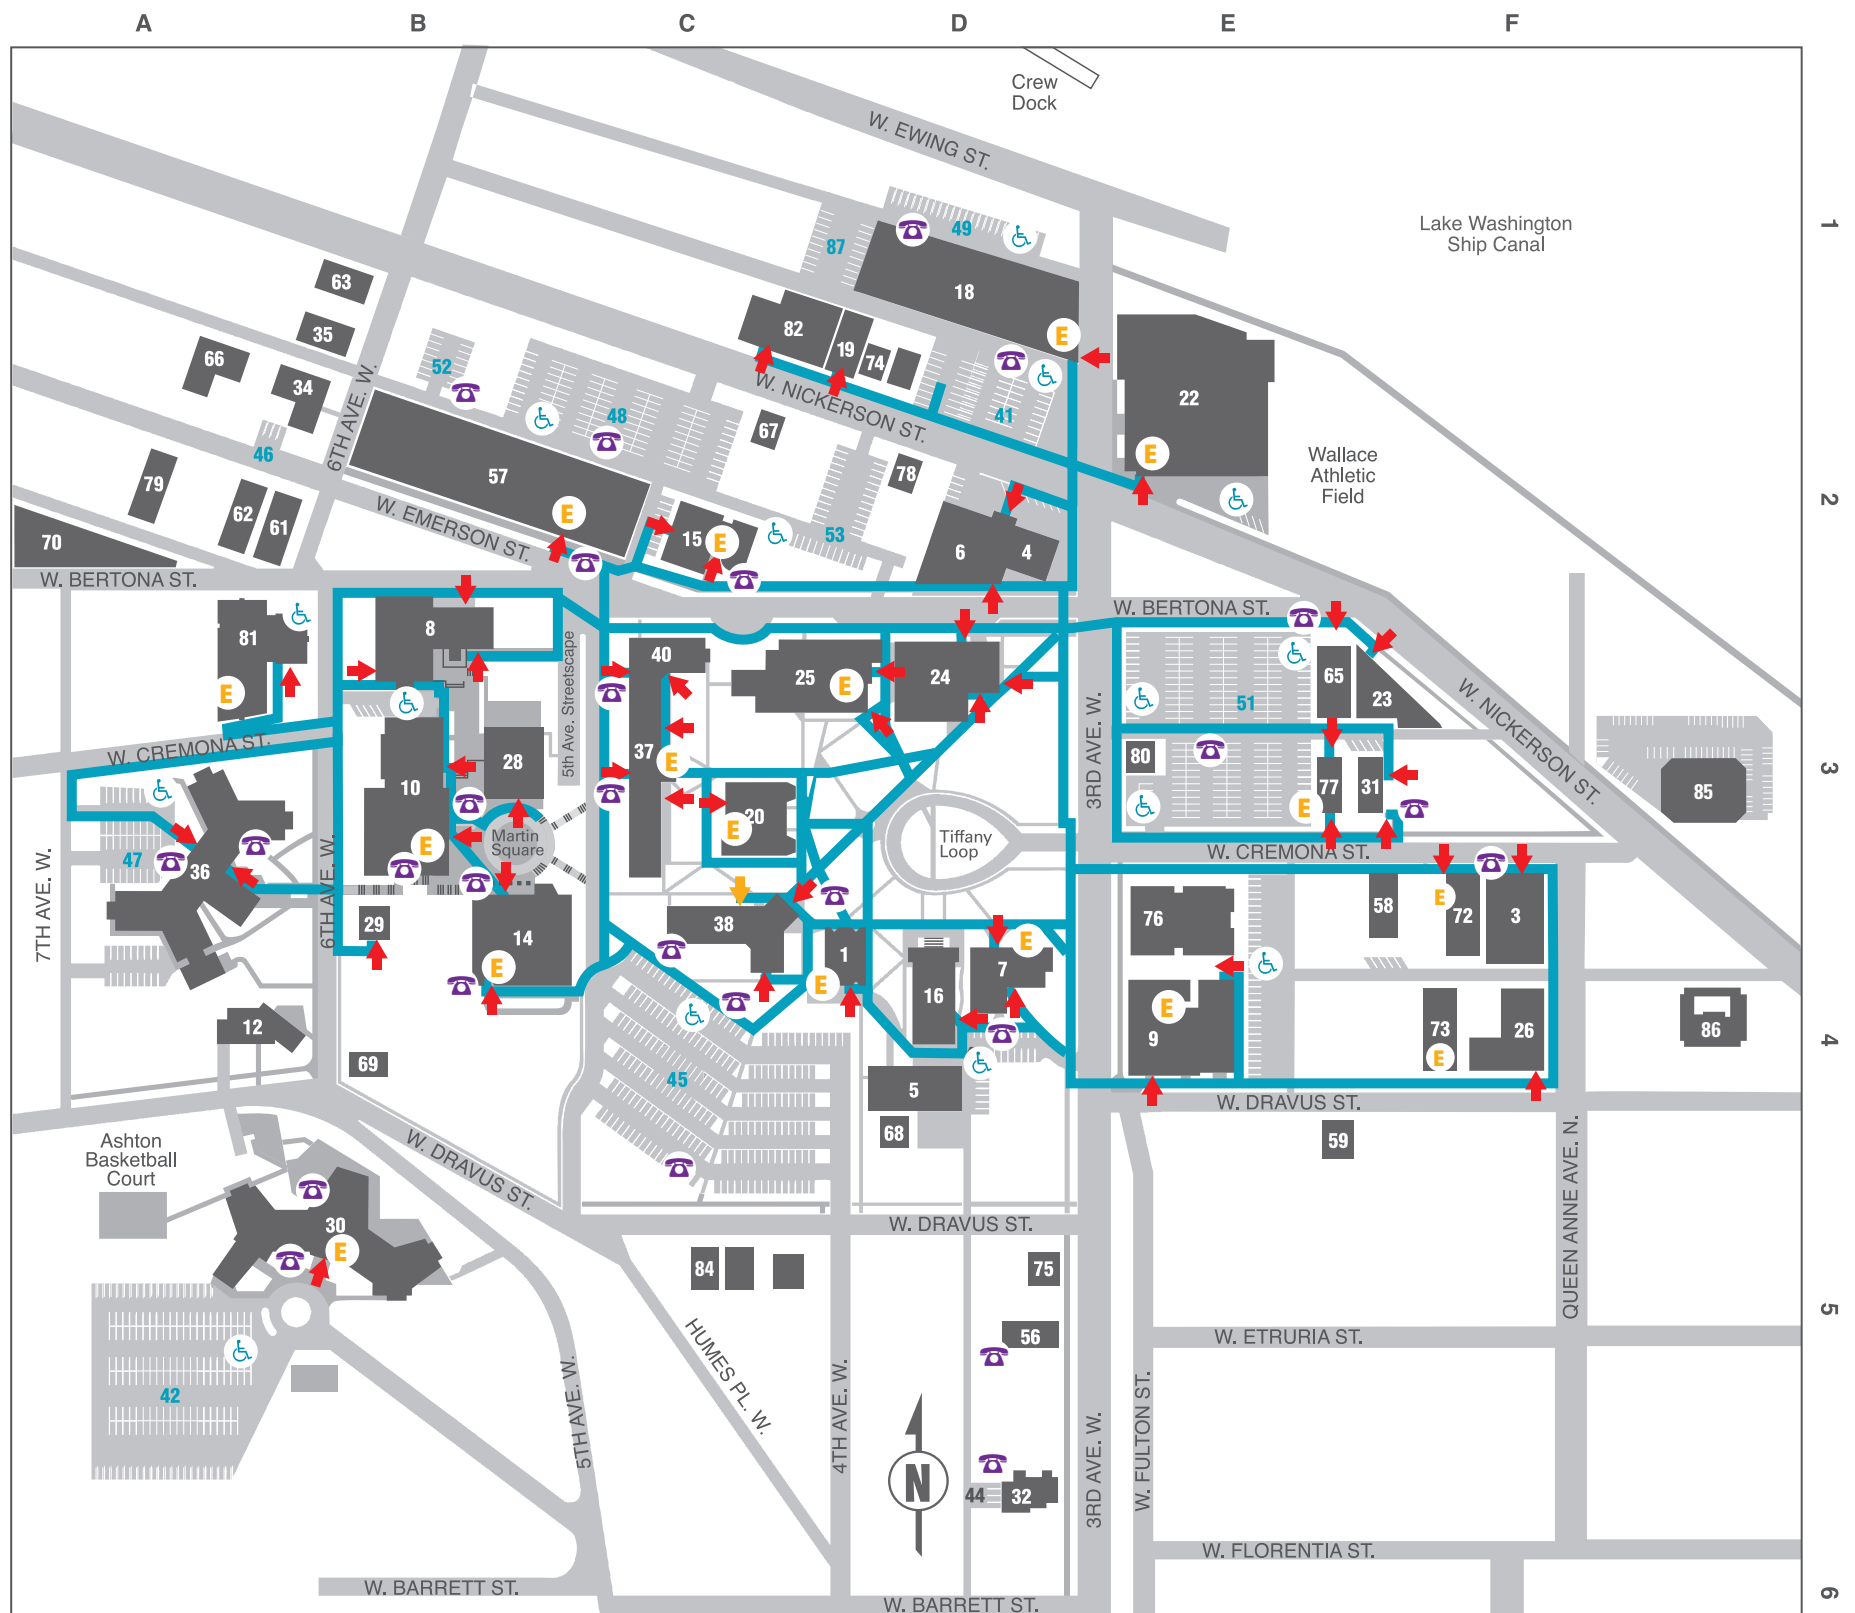 A B C D E F
Crew
Dock
W. EWING ST.
1
Lake Washington
Ship Canal
49
87
18
63
82
35
19
74
E
66
52
34
22
6TH AVE. W.
48
W. NICKERSON ST.
41
67
46
E
Wallace
Athletic
Field
57
78
79
2
62
61
W. EMERSON ST.
E
53
15
E
70
6
4
W. BERTONA ST.
W. BERTONA ST.
81
8
5th Ave. Streetscape
40
25
24
E
E
65
23
51
3RD AVE. W.
W. NICKERSON ST.
W. CREMONA ST.
37
E
28
80
3
10
77
31
85
20
E
E
Martin
Square
Tiffany
Loop
E
W. CREMONA ST.
47
36
7TH AVE. W.
6TH AVE. W.
E
58
72
3
76
29
38
14
1
E
7
E
E
16
E
12
9
73
26
86
E
4
69
45
5
W. DRAVUS ST.
68
59
Ashton
Basketball
Court
W. DRAVUS ST.
30
E
W. DRAVUS ST.
QUEEN ANNE AVE. N.
84
75
5
56
W. ETRURIA ST.
HUMES PL. W.
42
5TH AVE. W.
4TH AVE. W.
3RD AVE. W.
W. FULTON ST.
N
44
32
W. FLORENTIA ST.
W. BARRETT ST.
6
W. BARRETT ST.